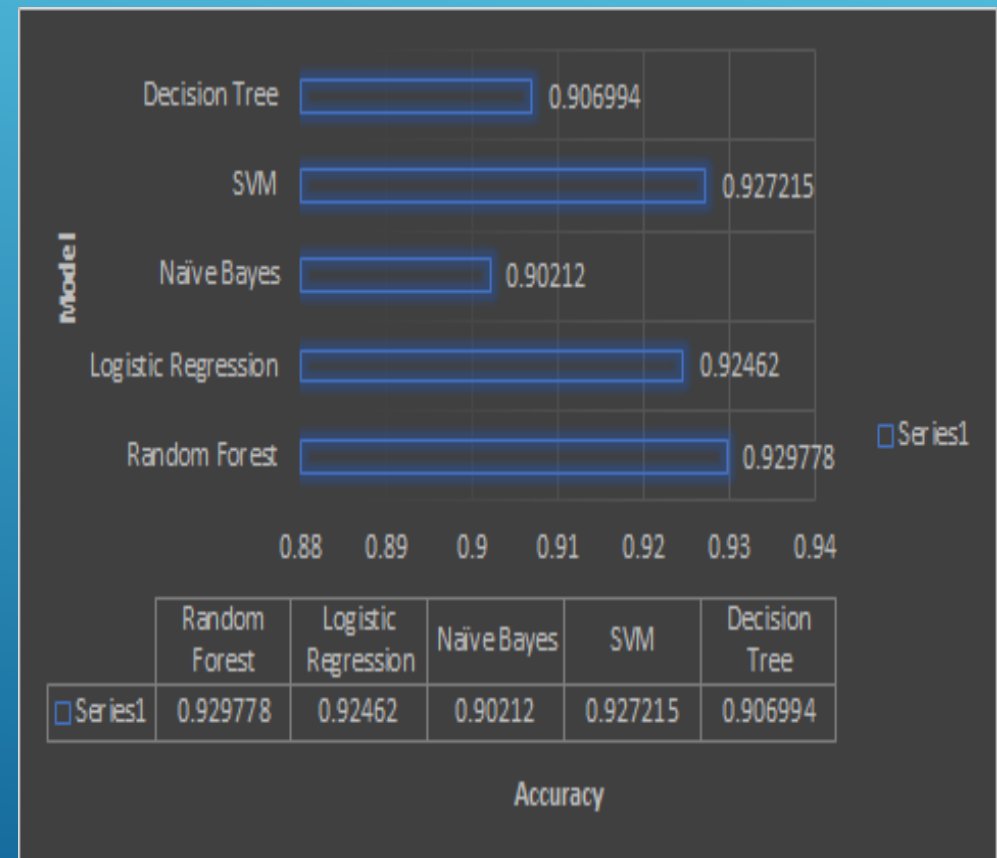 Decision Tree 0.906994
SVM 0.927215
Naïve Bayes 0.90212
Logistic Regression 0.92462
Random Forest 0.929778
Model
Series1
0.88 0.89 0.9 0.91 0.92 0.93 0.94
Random Forest Logistic Regression Naïve Bayes SVM Decision Tree
Series1 0.929778 0.92462 0.90212 0.927215 0.906994
Accuracy